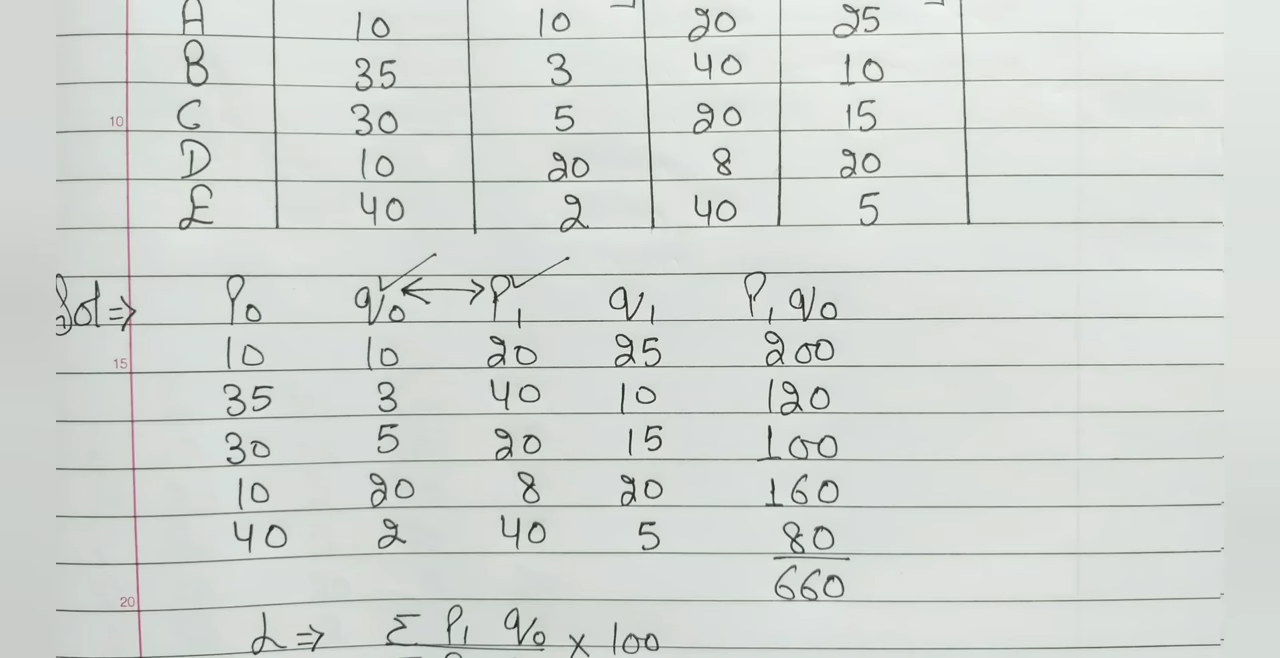 A 10 10 20 25
B 35 3 40 10
10 C 30 5 20 15
D 10 20 8 20
E 40 2 40 5
Sol ⇒ P₀ q₀ ↔ P₁ q₁ P₁ q₀
10 10 20 25 200
15
35 3 40 10 120
30 5 20 15 100
10 20 8 20 160
40 2 40 5 80
660
20
L ⇒ Σ P₁ q₀ × 100